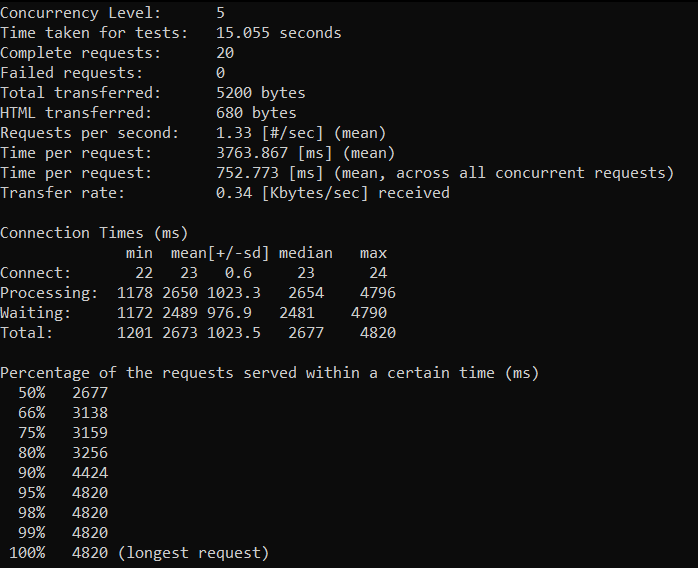 Concurrency Level:      5
Time taken for tests:   15.055 seconds
Complete requests:      20
Failed requests:        0
Total transferred:      5200 bytes
HTML transferred:       680 bytes
Requests per second:    1.33 [#/sec] (mean)
Time per request:       3763.867 [ms] (mean)
Time per request:       752.773 [ms] (mean, across all concurrent requests)
Transfer rate:          0.34 [Kbytes/sec] received

Connection Times (ms)
              min  mean[+/-sd] median   max
Connect:       22   23   0.6     23      24
Processing:  1178 2650 1023.3   2654    4796
Waiting:     1172 2489 976.9   2481    4790
Total:       1201 2673 1023.5   2677    4820

Percentage of the requests served within a certain time (ms)
  50%   2677
  66%   3138
  75%   3159
  80%   3256
  90%   4424
  95%   4820
  98%   4820
  99%   4820
 100%   4820 (longest request)